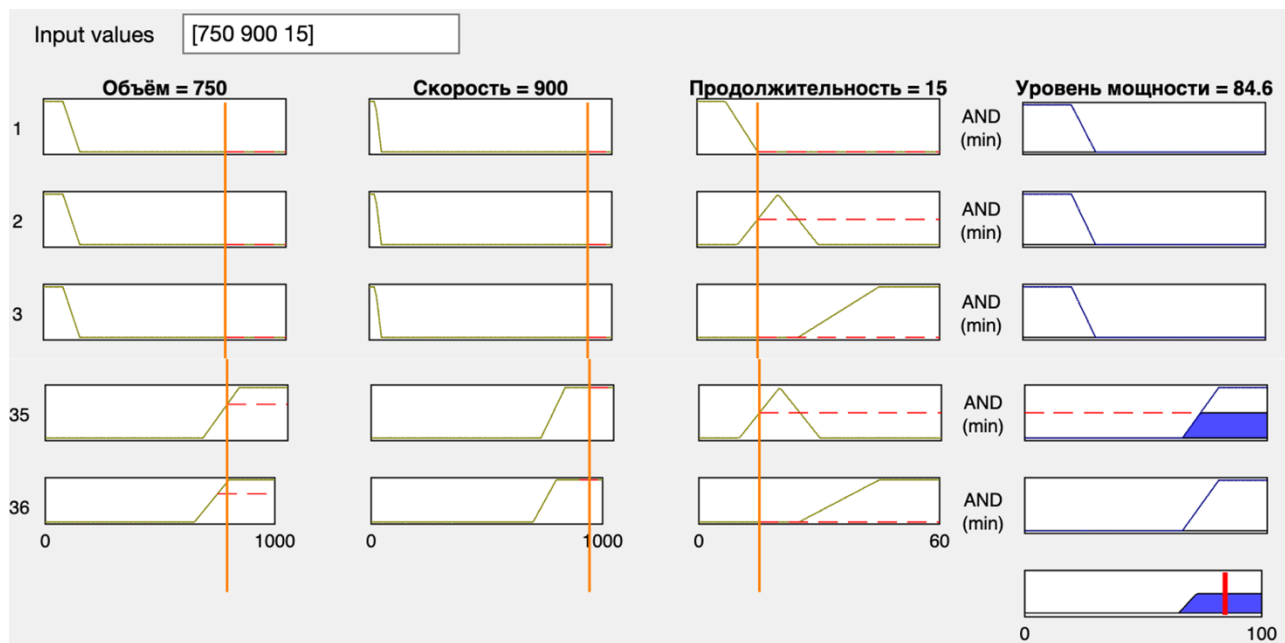 Input values [750 900 15]
Объём = 750 Скорость = 900 Продолжительность = 15 Уровень мощности = 84.6
1 AND
(min)
2 AND
(min)
3 AND
(min)
35 AND
(min)
36 AND
(min)
0 1000 0 1000 0 60
0 100